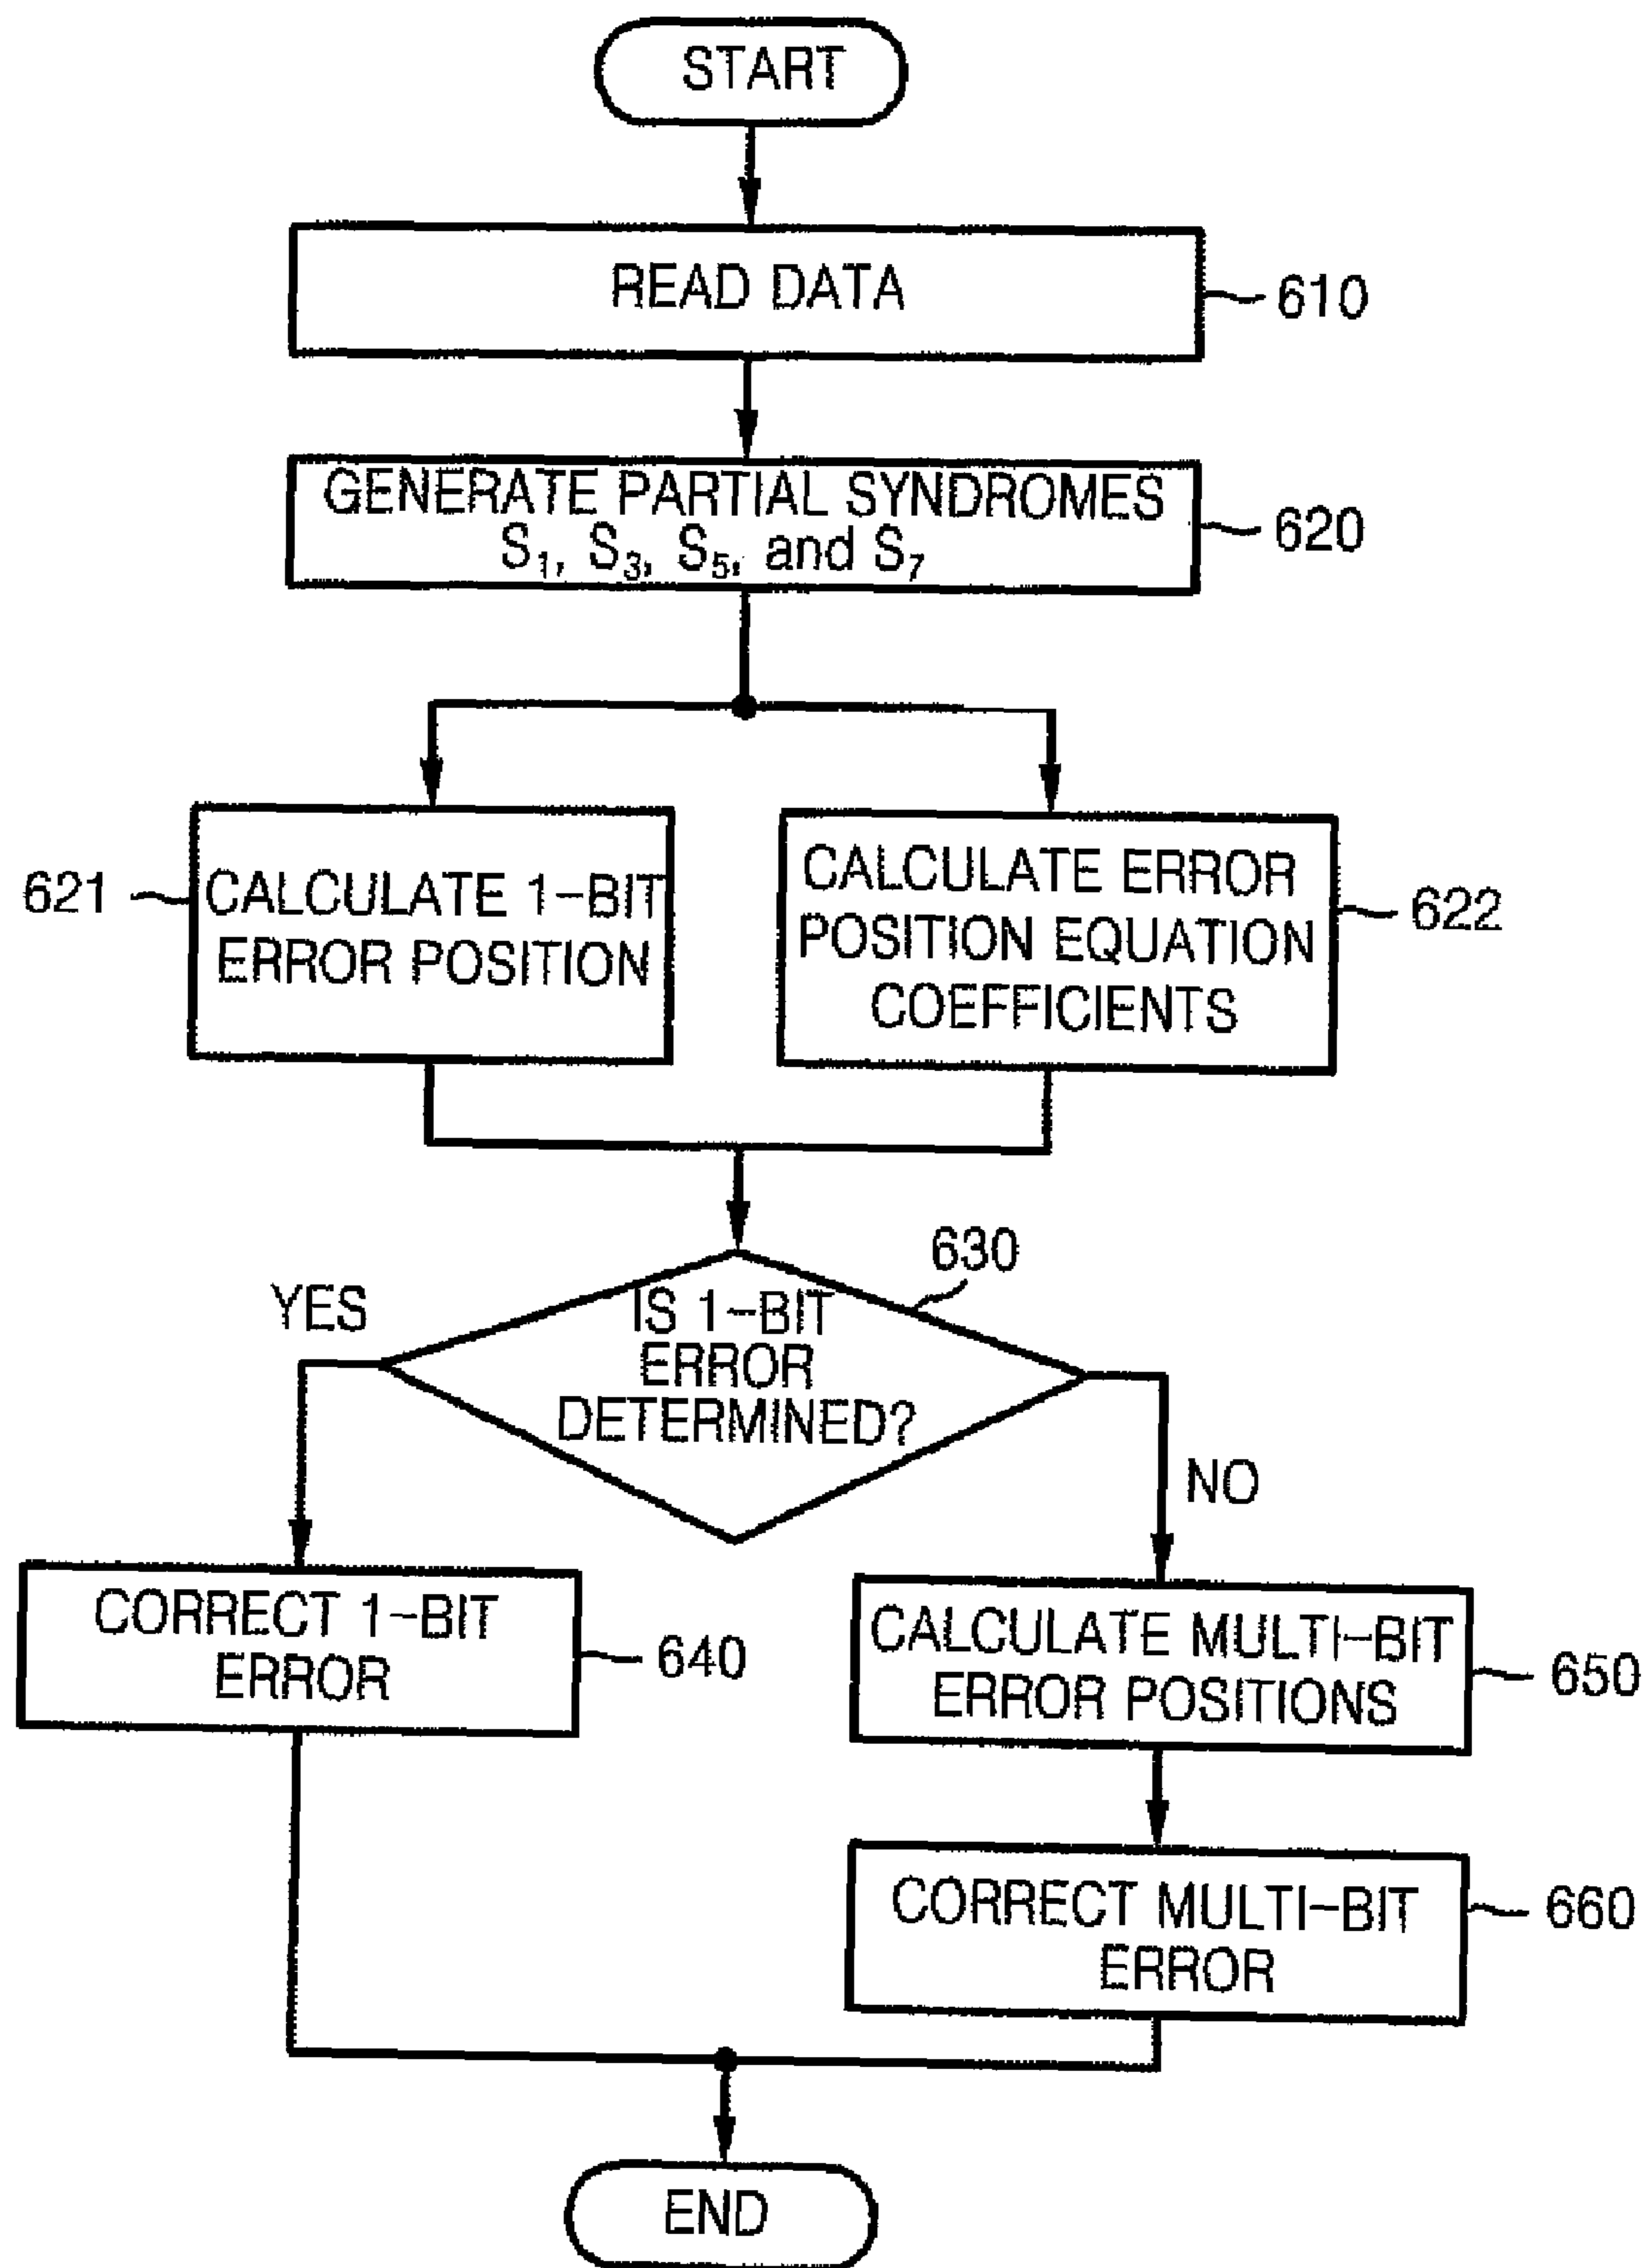 START
READ DATA
610
GENERATE PARTIAL SYNDROMES
S₁, S₃, S₅, and S₇
620
621
CALCULATE 1-BIT
ERROR POSITION
CALCULATE ERROR
POSITION EQUATION
COEFFICIENTS
622
630
YES
IS 1-BIT
ERROR
DETERMINED?
NO
CORRECT 1-BIT
ERROR
640
CALCULATE MULTI-BIT
ERROR POSITIONS
650
CORRECT MULTI-BIT
ERROR
660
END